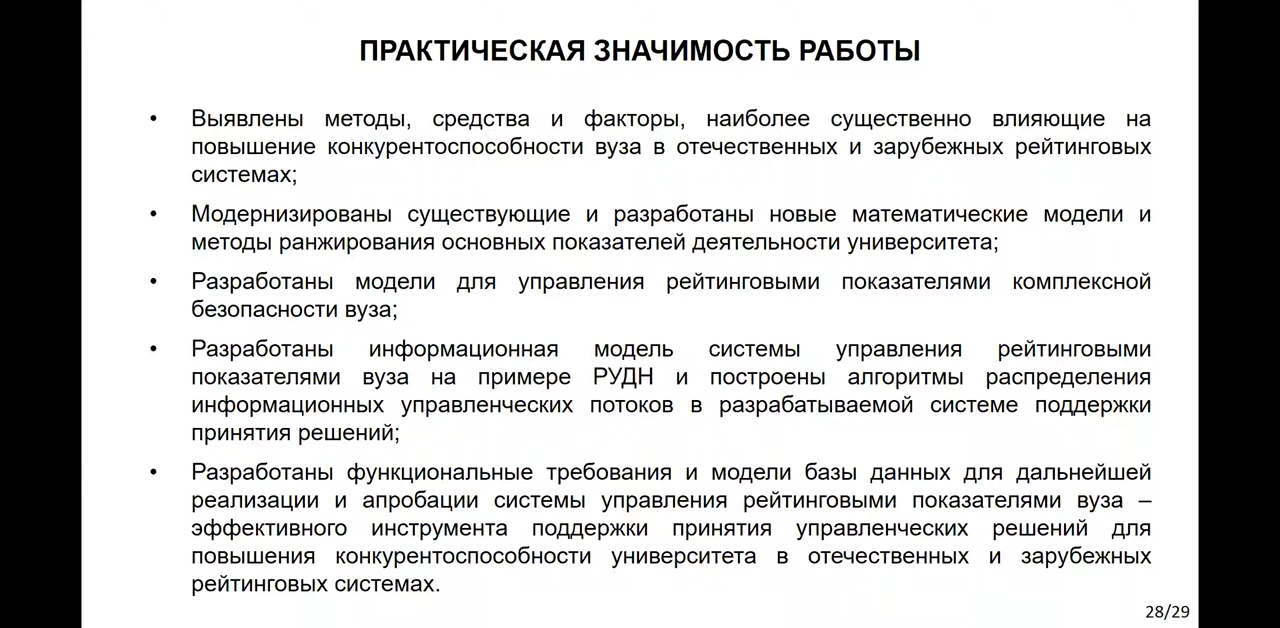 ПРАКТИЧЕСКАЯ ЗНАЧИМОСТЬ РАБОТЫ
• Выявлены методы, средства и факторы, наиболее существенно влияющие на
повышение конкурентоспособности вуза в отечественных и зарубежных рейтинговых
системах;
• Модернизированы существующие и разработаны новые математические модели и
методы ранжирования основных показателей деятельности университета;
• Разработаны модели для управления рейтинговыми показателями комплексной
безопасности вуза;
• Разработаны информационная модель системы управления рейтинговыми
показателями вуза на примере РУДН и построены алгоритмы распределения
информационных управленческих потоков в разрабатываемой системе поддержки
принятия решений;
• Разработаны функциональные требования и модели базы данных для дальнейшей
реализации и апробации системы управления рейтинговыми показателями вуза –
эффективного инструмента поддержки принятия управленческих решений для
повышения конкурентоспособности университета в отечественных и зарубежных
рейтинговых системах.
28/29